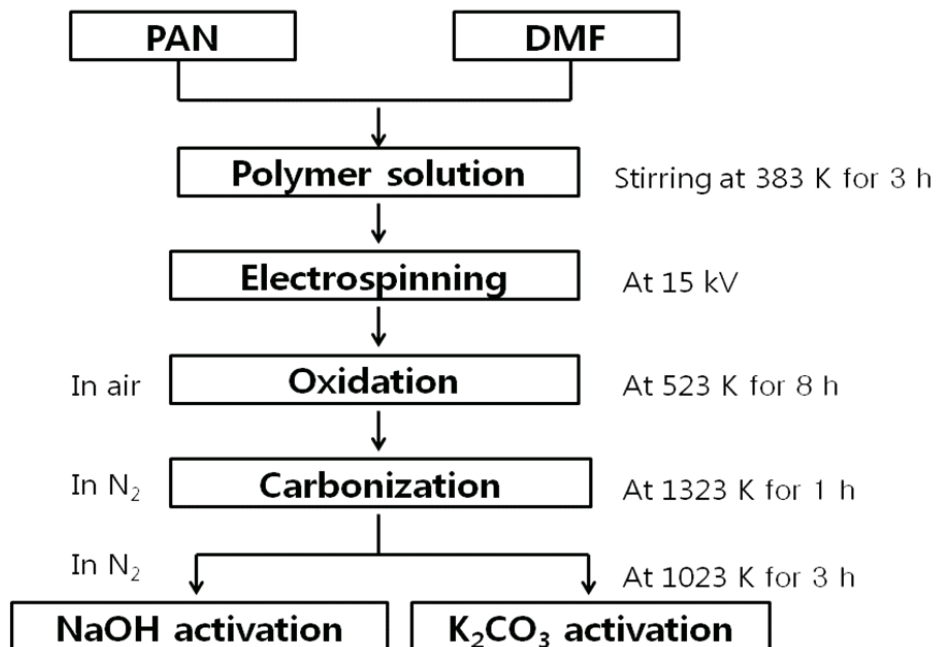 PAN
DMF
Polymer solution
Stirring at 383 K for 3 h
Electrospinning
At 15 kV
In air
Oxidation
At 523 K for 8 h
In N₂
Carbonization
At 1323 K for 1 h
In N₂
At 1023 K for 3 h
NaOH activation
K₂CO₃ activation